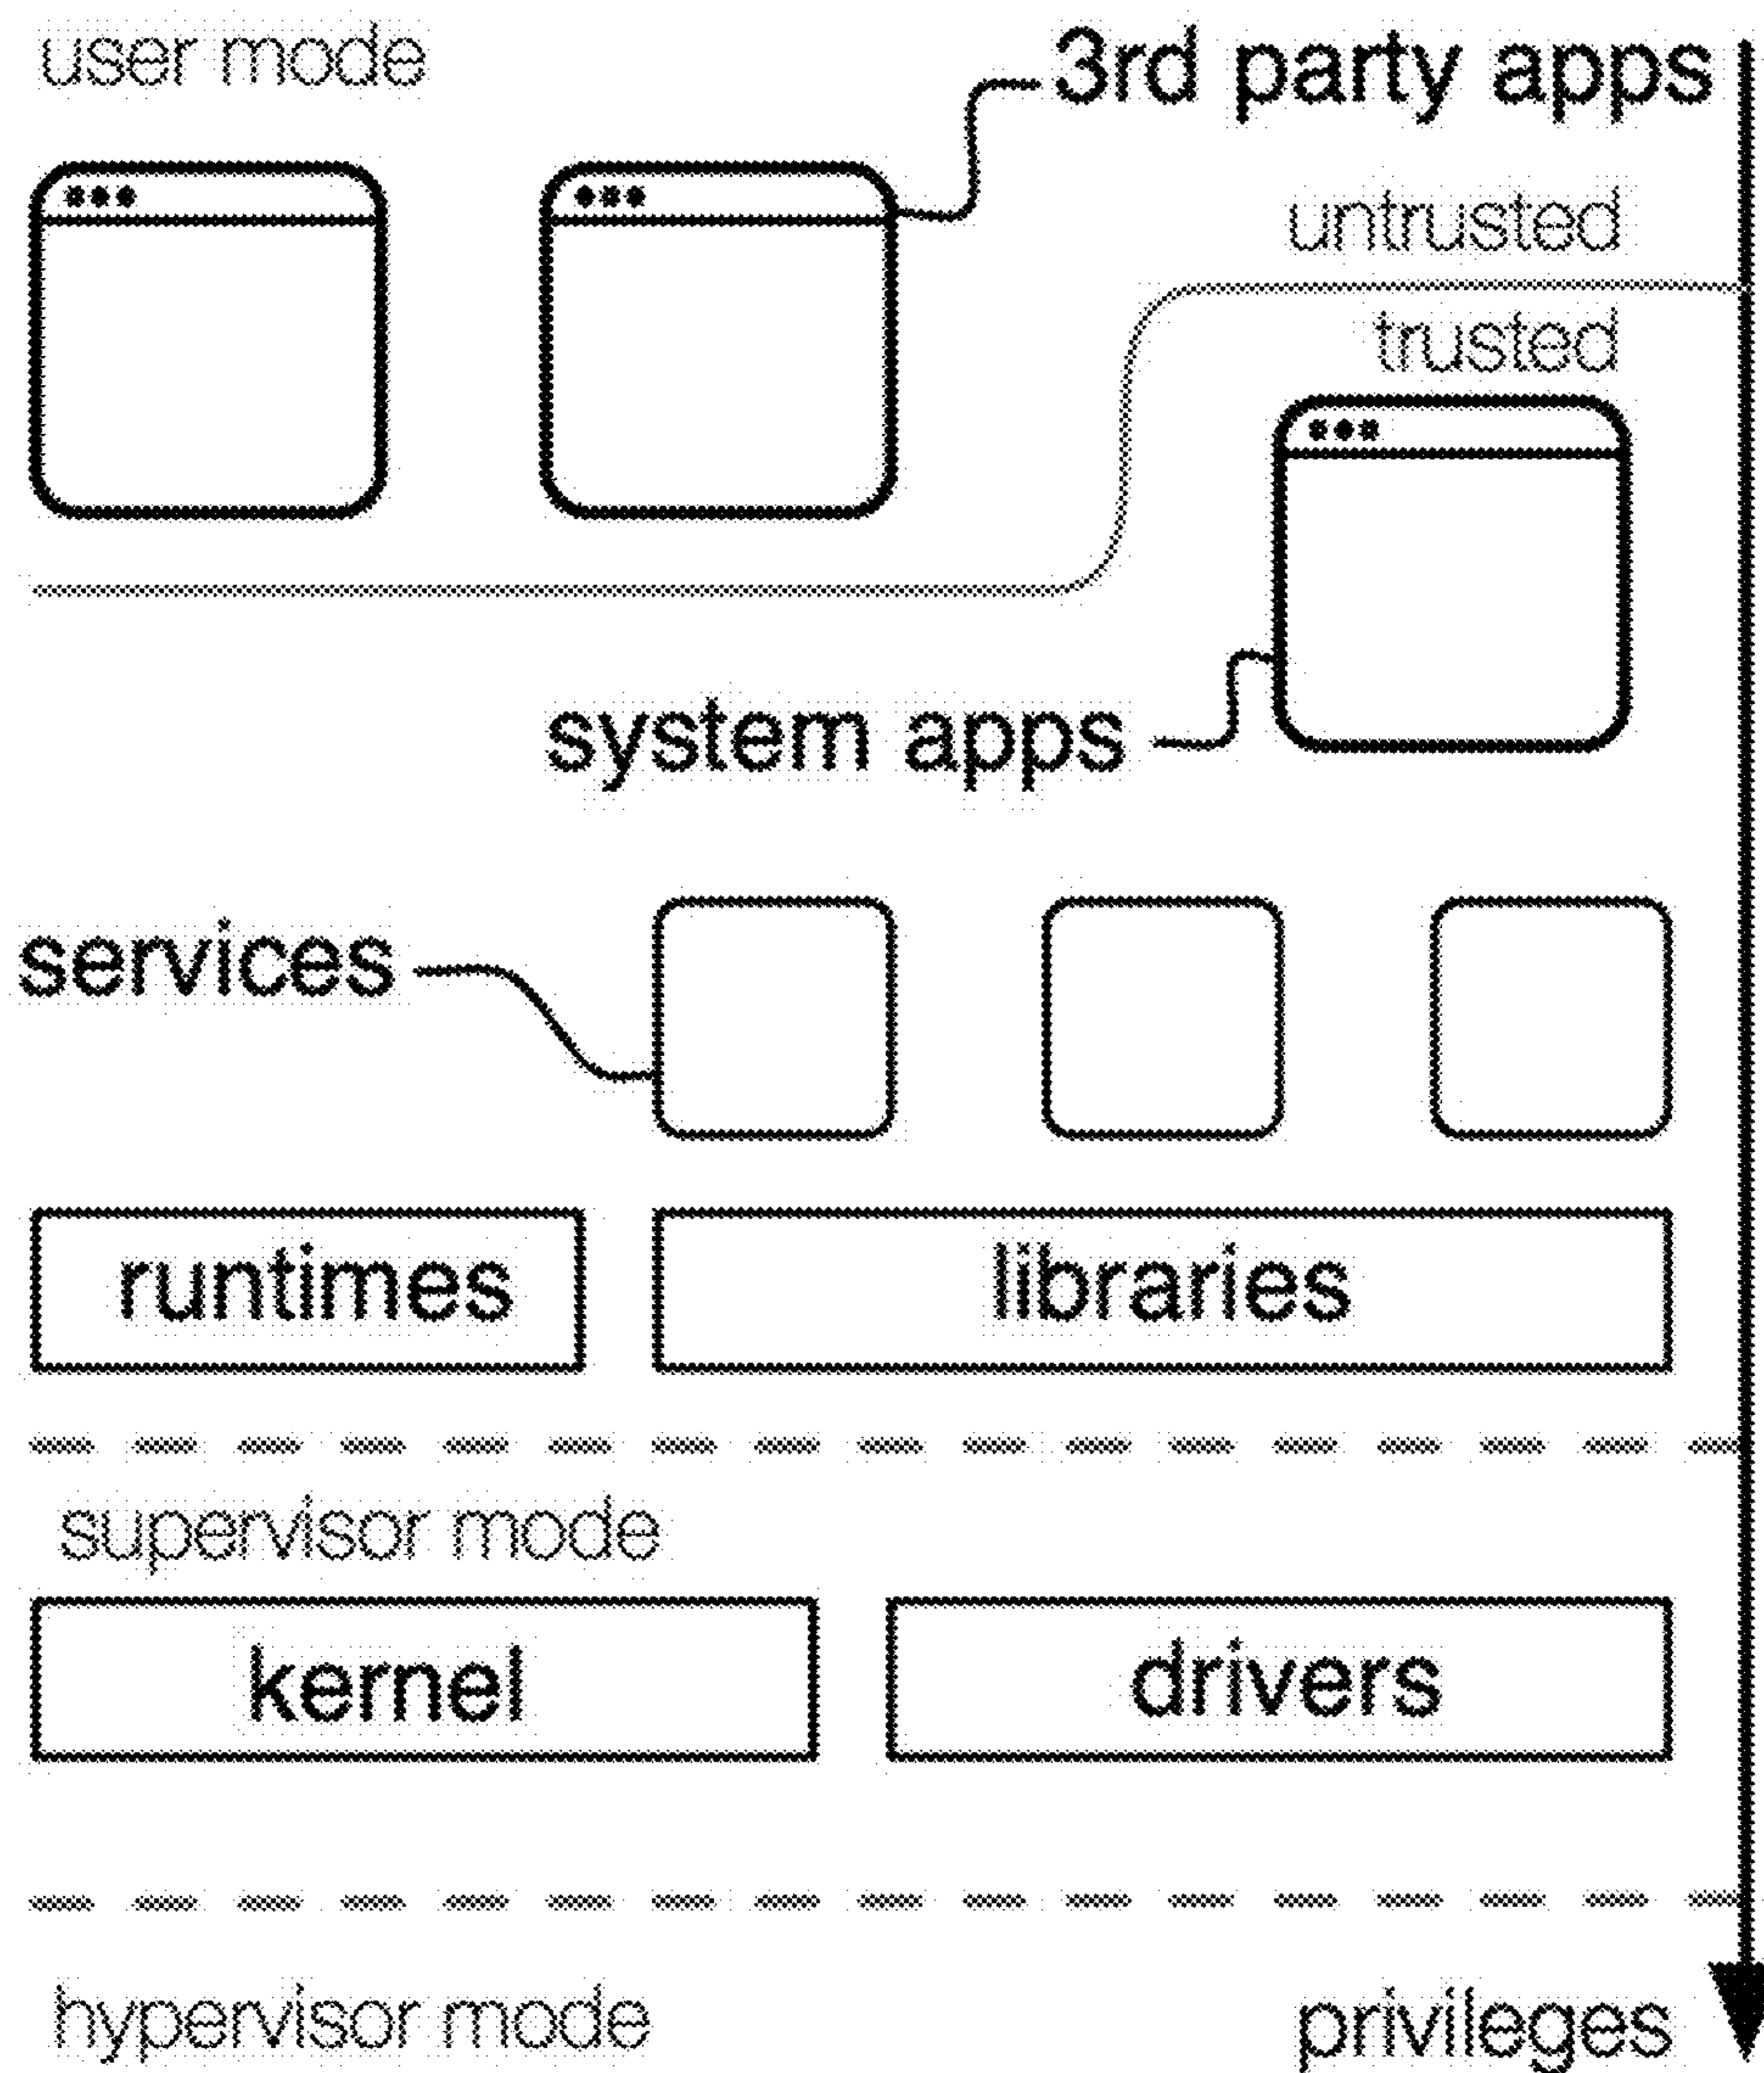 user mode
3rd party apps
untrusted
trusted
system apps
services
runtimes
libraries
supervisor mode
kernel
drivers
hypervisor mode
privileges